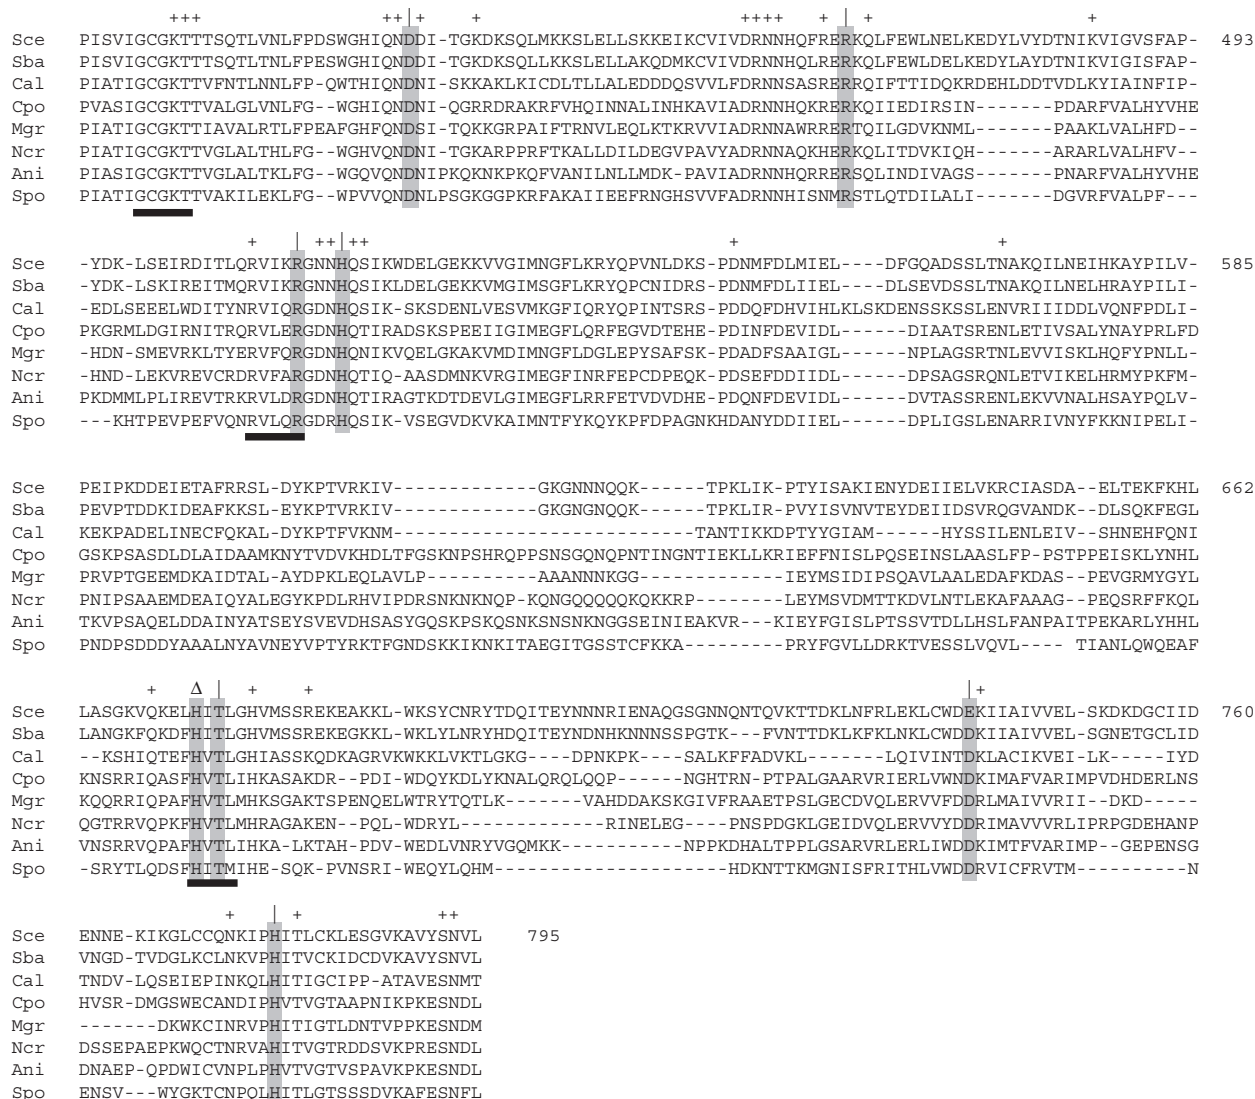 +++ ++|+ + ++++ + | + +
Sce PISVIGCGKTTTSQTLVNLFPDSWGHIQNDDI-TGKDKSQLMKKSLELLSKKEIKCVIVDRNNHQFRERKQLFEWLNELKEDYLVYDTNIKVIGVSFAP- 493
Sba PISVIGCGKTTTSQTLTNLFPESWGHIQNDDI-TGKDKSQLLKKSLELLAKQDMKCVIVDRNNHQLRERKQLFEWLDELKEDYLAYDTNIKVIGISFAP-
Cal PIATIGCGKTTVFNTLNNLFP-QWTHIQNDNI-SKKAKLKICDLTLLALEDDDQSVVLFDRNNSASREKRQIFTTIDQKRDEHLDDTVDLKYIAINFIP-
Cpo PVASIGCGKTTVALGLVNLFG--WGHIQNDNI-QGRRDRAKRFVHQINNALINHKAVIADRNNHQKRERKQIIEDIRSIN-------PDARFVALHYVHE
Mgr PIATIGCGKTTIAVALRTLFPEAFGHFQNDSI-TQKKGRPAIFTRNVLEQLKTKRVVIADRNNAWRRERTQILGDVKNML-------PAAKLVALHFD--
Ncr PIATIGCGKTTVGLALTHLFG--WGHVQNDNI-TGKARPPRFTKALLDILDEGVPAVYADRNNAQKHERKQLITDVKIQH-------ARARLVALHFV--
Ani PIASIGCGKTTVGLALTKLFG--WGQVQNDNIPKQKNKPKQFVANILNLLMDK-PAVIADRNNHQRRERSQLINDIVAGS-------PNARFVALHYVHE
Spo PIATIGCGKTTVAKILEKLFG--WPVVQNDNLPSGKGGPKRFAKAIIEEFRNGHSVVFADRNNHISNMRSTLQTDILALI-------DGVRFVALPF---
+ | ++|++ + +
Sce -YDK-LSEIRDITLQRVIKRGNNHQSIKWDELGEKKVVGIMNGFLKRYQPVNLDKS-PDNMFDLMIEL----DFGQADSSLTNAKQILNEIHKAYPILV- 585
Sba -YDK-LSKIREITMQRVIKRGNNHQSIKLDELGEKKVMGIMSGFLKRYQPCNIDRS-PDNMFDLIIEL----DLSEVDSSLTNAKQILNELHRAYPILI-
Cal -EDLSEEELWDITYNRVIQRGDNHQSIK-SKSDENLVESVMKGFIQRYQPINTSRS-PDDQFDHVIHLKLSKDENSSKSSLENVRIIIDDLVQNFPDLI-
Cpo PKGRMLDGIRNITRQRVLERGDNHQTIRADSKSPEEIIGIMEGFLQRFEGVDTEHE-PDINFDEVIDL----DIAATSRENLETIVSALYNAYPRLFD
Mgr -HDN-SMEVRKLTYERVFQRGDNHQNIKVQELGKAKVMDIMNGFLDGLEPYSAFSK-PDADFSAAIGL------NPLAGSRTNLEVVISKLHQFYPNLL-
Ncr -HND-LEKVREVCRDRVFARGDNHQTIQ-AASDMNKVRGIMEGFINRFEPCDPEQK-PDSEFDDIIDL------DPSAGSRQNLETVIKELHRMYPKFM-
Ani PKDMMLPLIREVTRKRVLDRGDNHQTIRAGTKDTDEVLGIMEGFLRRFETVDVDHE-PDQNFDEVIDL------DVTASSRENLEKVVNALHSAYPQLV-
Spo ---KHTPEVPEFVQNRVLQRGDRHQSIK-VSEGVDKVKAIMNTFYKQYKPFDPAGNKHDANYDDIIEL------DPLIGSLENARRIVNYFKKNIPELI-
Sce PEIPKDDEIETAFRRSL-DYKPTVRKIV-------------GKGNNNQQK------TPKLIK-PTYISAKIENYDEIIELVKRCIASDA--ELTEKFKHL 662
Sba PEVPTDDKIDEAFKKSL-EYKPTVRKIV-------------GKGNGNQQK------TPKLIR-PVYISVNVTEYDEIIDSVRQGVANDK--DLSQKFEGL
Cal KEKPADELINECFQKAL-DYKPTFVKNM---------------------------TANTIKKDPTYYGIAM------HYSSILENLEIV--SHNEHFQNI
Cpo GSKPSASDLDLAIDAAMKNYTVDVKHDLTFGSKNPSHRQPPSNSGQNQPNTINGNTIEKLLKRIEFFNISLPQSEINSLAASLFP-PSTPPEISKLYNHL
Mgr PRVPTGEEMDKAIDTAL-AYDPKLEQLAVLP----------AAANNNKGG-------------IEYMSIDIPSQAVLAALEDAFKDAS--PEVGRMYGYL
Ncr PNIPSAAEMDEAIQYALEGYKPDLRHVIPDRSNKNKNQP-KQNGQQQQQKQKKRP--------LEYMSVDMTTKDVLNTLEKAFAAAG--PEQSRFFKQL
Ani TKVPSAQELDDAINYATSEYSVEVDHSASYGQSKPSKQSNKSNSNKNGGSEINIEAKVR---KIEYFGISLPTSSVTDLLHSLFANPAITPEKARLYHHL
Spo PNDPSDDDYAAALNYAVNEYVPTYRKTFGNDSKKIKNKITAEGITGSSTCFKKA---------PRYFGVLLDRKTVESSLVQVL---- TIANLQWQEAF
+ Δ | + + |+
Sce LASGKVQKELHITLGHVMSSREKEAKKL-WKSYCNRYTDQITEYNNNRIENAQGSGNNQNTQVKTTDKLNFRLEKLCWDEKIIAIVVEL-SKDKDGCIID 760
Sba LANGKFQKDFHITLGHVMSSREKEGKKL-WKLYLNRYHDQITEYNDNHKNNNSSPGTK----FVNTTDKLKFKLNKLCWDDKIIAIVVEL-SGNETGCLID
Cal --KSHIQTEFHVTLGHIASSKQDKAGRVKWKKLVKTLGKG----DPNKPK----SALKFFADVKL-------LQIVINTDKLACIKVEI-LK-----IYD
Cpo KNSRRIQASFHVTLIHKASAKDR--PDI-WDQYKDLYKNALQRQLQQP-----NGHTRN-PTPALGAARVRIERLVWNDKIMAFVARIMPVDHDERLNS
Mgr KQQRRIQPAFHVTLMHKSGAKTSPENQELWTRYTQTLK-------VAHDDAKSKGIVFRAAETPSLGECDVQLERVVFDDRLMAIVVRII--DKD-----
Ncr QGTRRVQPKFHVTLMHRAGAKEN--PQL-WDRYL-------------RINELEG----PNSPDGKLGEIDVQLERVVYDDRIMAVVVRLIPRPGDEHANP
Ani VNSRRVQPAFHVTLIHKA-LKTAH-PDV-WEDLVNRYVGQMKK-----NPPKDHALTPPLGSARVRLERLIWDDKIMTFVARIMP--GEPENSG
Spo -SRYTLQDSFHITMIHE-SQK-PVNSRIW-WEQYLQHM---------------------HDKNTTKMGNISFRITHLVWDDRVICFRVTM----------N
+ | + ++
Sce ENNE-KIKGLCCQNKIPHITLCKLESGVKAVYSNVL 795
Sba VNGD-TVDGLKCLNKVPHITVCKIDCDVKAVYSNVL
Cal TNDV-LQSEIEPINKQLHITIGCIPP-ATAVESNMT
Cpo HVSR-DMGSWECANDIPHVTVGTAAPNIKPKESNDL
Mgr -------DKWKCINRVPHITIGTLDNTVPPKESNDM
Ncr DSSEPAEPKWQCTNRVAHITVGTRDDSVKPRESNDL
Ani DNAEP-QPDWICVNPLPHVTVGTVSPAVKPKESNDL
Spo ENSV---WYGKTCNPQLHITLGTSSSDVKAFESNFL